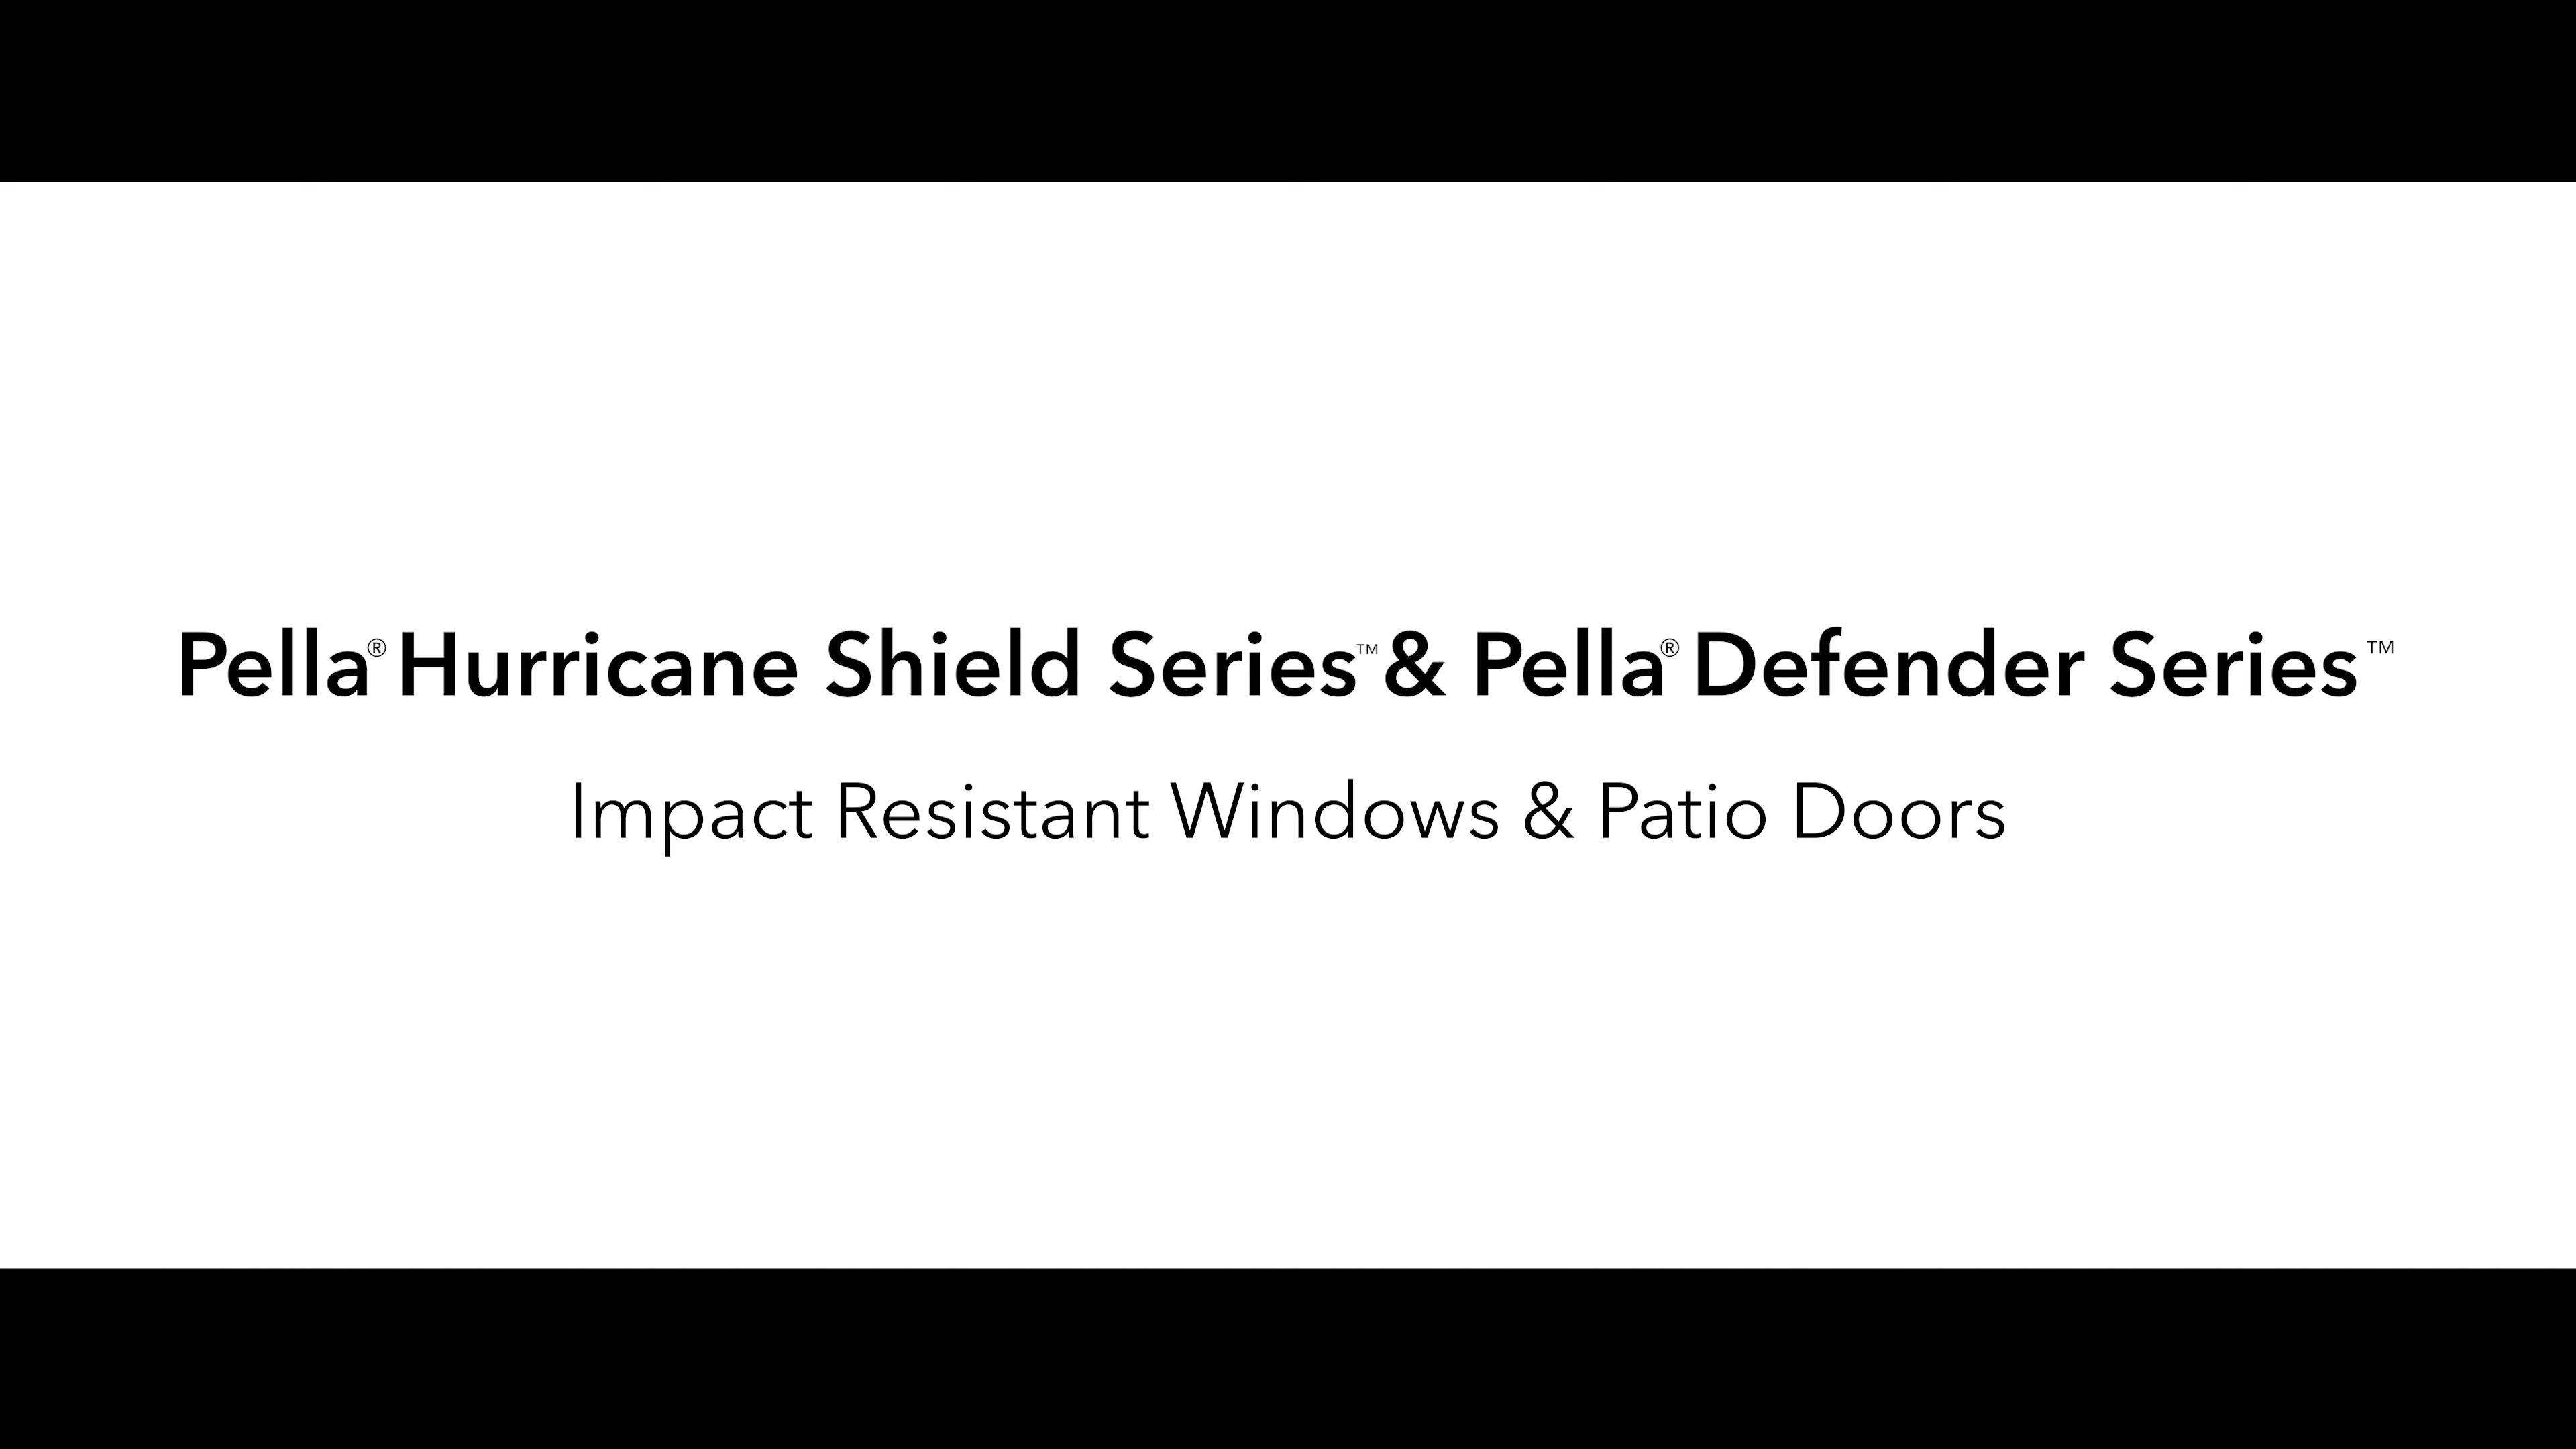 Pella® Hurricane Shield Series™ & Pella® Defender Series™
Impact Resistant Windows & Patio Doors